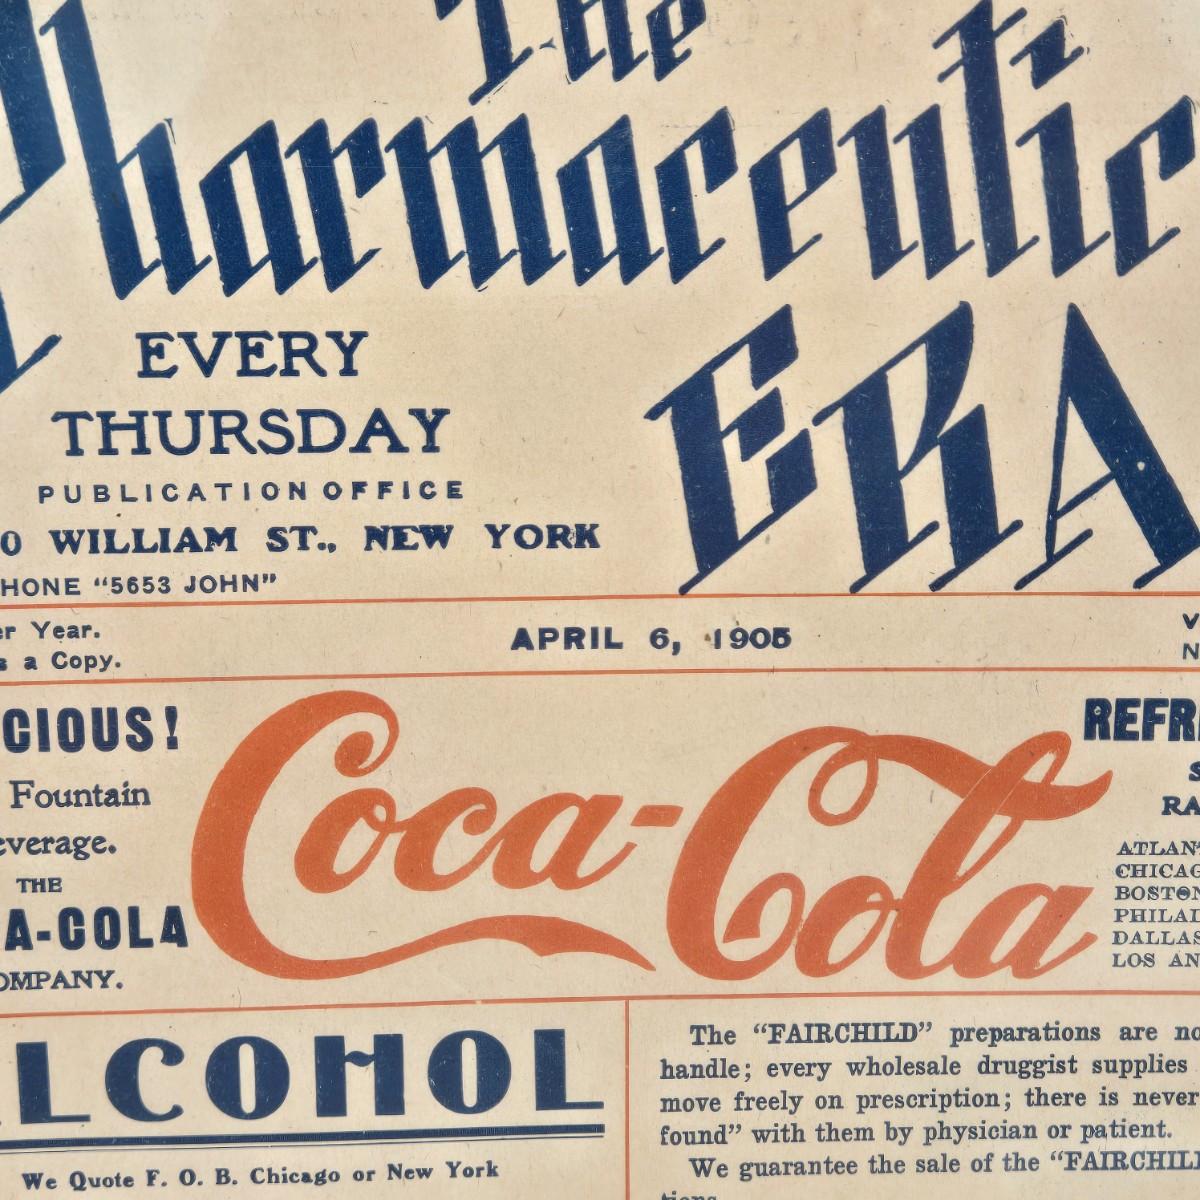 The
Pharmaceutic
ERA
EVERY
THURSDAY
PUBLICATION OFFICE
0 WILLIAM ST., NEW YORK
HONE "5653 JOHN"
er Year.
s a Copy.
APRIL 6, 1905
V
N
CIOUS!
Fountain
everage.
THE
A-COLA
OMPANY.
Coca-Cola
REFR
S
RA
ATLAN
CHICAG
BOSTON
PHILAD
DALLAS
LOS AN
LCOHOL
We Quote F. O. B. Chicago or New York
The "FAIRCHILD" preparations are no
handle; every wholesale druggist supplies
move freely on prescription; there is never
found" with them by physician or patient.
We guarantee the sale of the "FAIRCHIL
tions